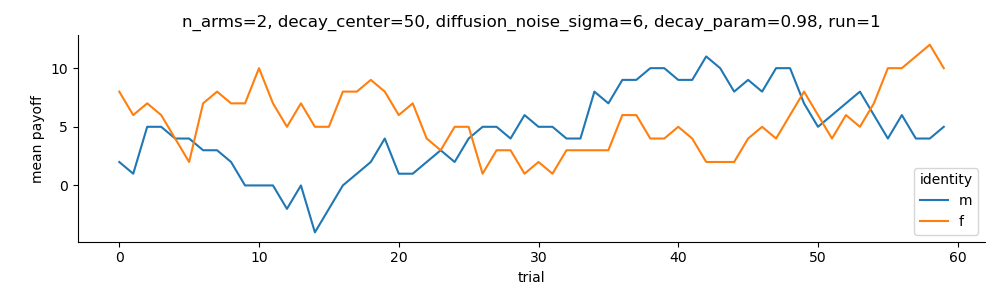 n_arms=2, decay_center=50, diffusion_noise_sigma=6, decay_param=0.98, run=1
mean payoff
10
5
0
identity
m
f
0 10 20 30 40 50 60
trial